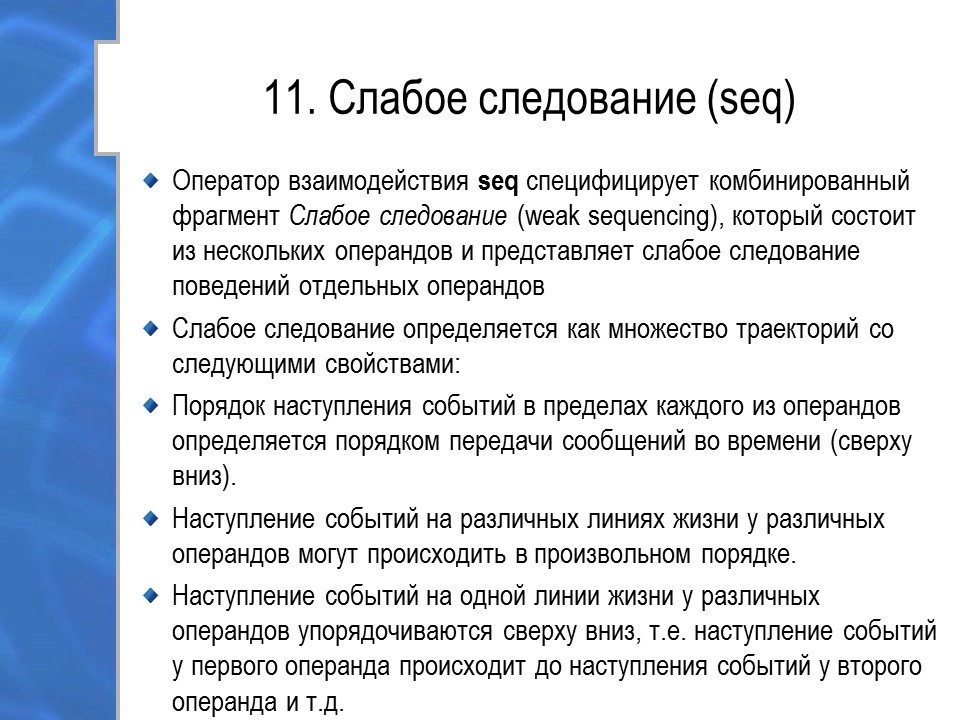 11. Слабое следование (seq)
Оператор взаимодействия seq специфицирует комбинированный
фрагмент Слабое следование (weak sequencing), который состоит
из нескольких операндов и представляет слабое следование
поведений отдельных операндов
Слабое следование определяется как множество траекторий со
следующими свойствами:
Порядок наступления событий в пределах каждого из операндов
определяется порядком передачи сообщений во времени (сверху
вниз).
Наступление событий на различных линиях жизни у различных
операндов могут происходить в произвольном порядке.
Наступление событий на одной линии жизни у различных
операндов упорядочиваются сверху вниз, т.е. наступление событий
у первого операнда происходит до наступления событий у второго
операнда и т.д.